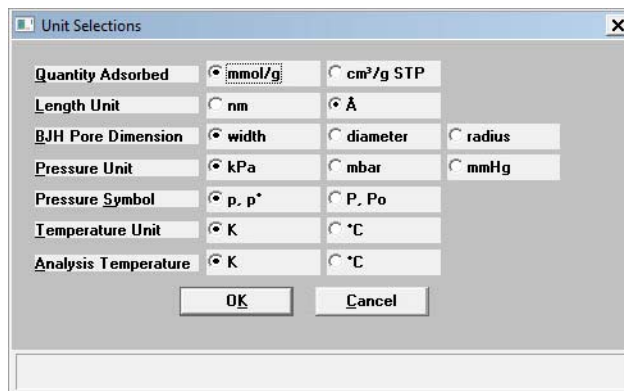 Unit Selections
Quantity Adsorbed mmol/g cm³/g STP
Length Unit nm Å
BJH Pore Dimension width diameter radius
Pressure Unit kPa mbar mmHg
Pressure Symbol p, p° P, Po
Temperature Unit K °C
Analysis Temperature K °C
OK Cancel